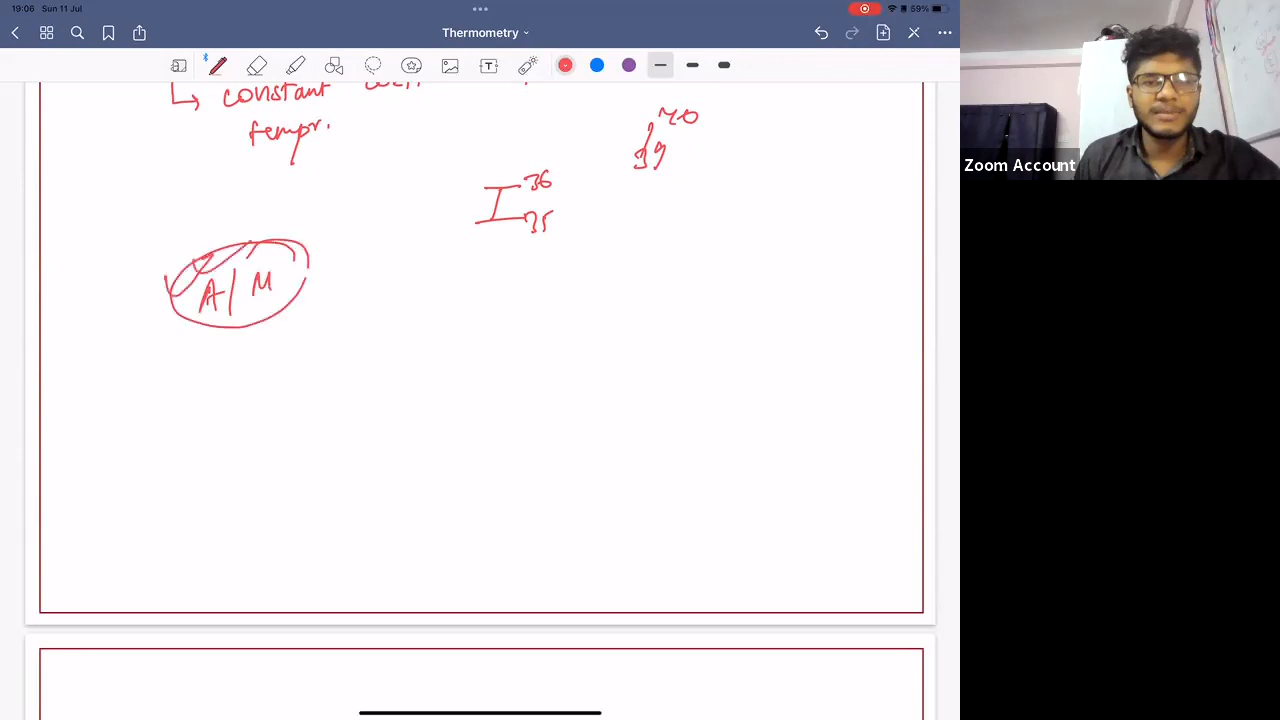 19:06 Sun 11 Jul
59%
Thermometry
constant
tempr.
40
39
36
35
A/M
Zoom Account